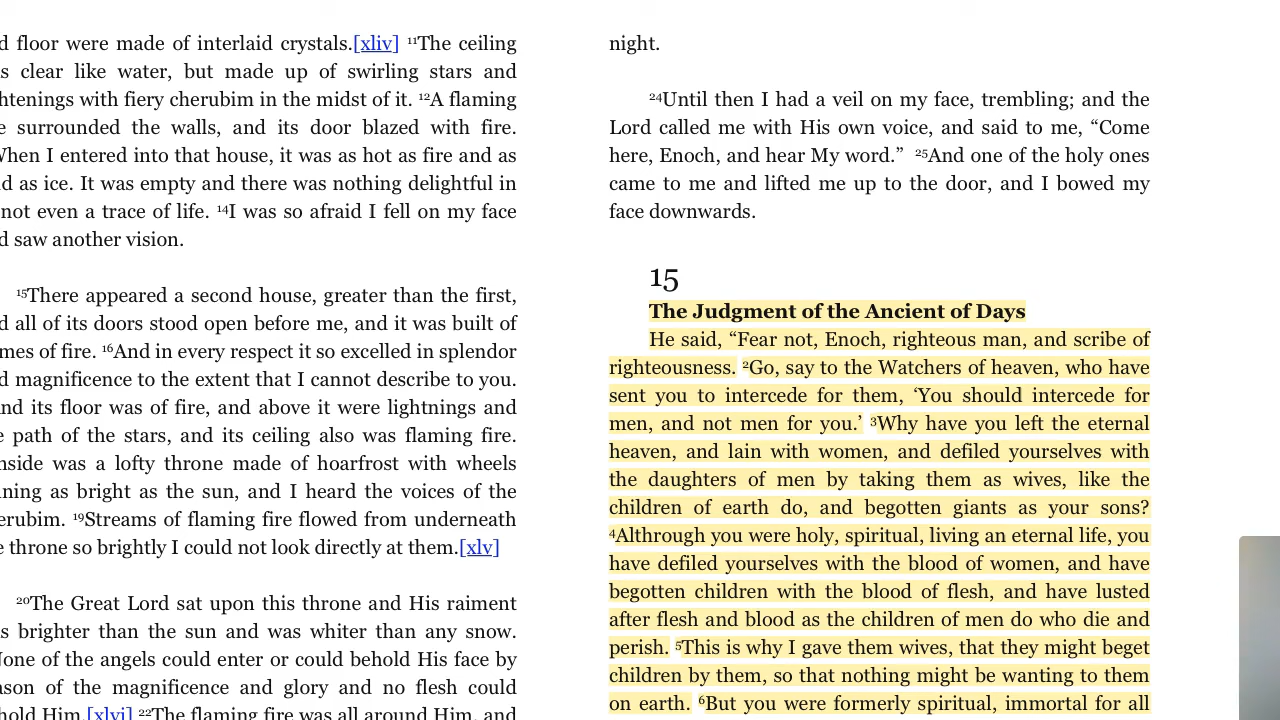 floor were made of interlaid crystals.[xliv] ¹¹The ceiling
clear like water, but made up of swirling stars and
with fiery cherubim in the midst of it. ¹²A flaming
surrounded the walls, and its door blazed with fire.
I entered into that house, it was as hot as fire and as
as ice. It was empty and there was nothing delightful in
not even a trace of life. ¹⁴I was so afraid I fell on my face
saw another vision.
¹⁵There appeared a second house, greater than the first,
all of its doors stood open before me, and it was built of
of fire. ¹⁶And in every respect it so excelled in splendor
magnificence to the extent that I cannot describe to you.
its floor was of fire, and above it were lightnings and
path of the stars, and its ceiling also was flaming fire.
was a lofty throne made of hoarfrost with wheels
as bright as the sun, and I heard the voices of the
¹⁹Streams of flaming fire flowed from underneath
throne so brightly I could not look directly at them.[xlv]
²⁰The Great Lord sat upon this throne and His raiment
brighter than the sun and was whiter than any snow.
of the angels could enter or could behold His face by
of the magnificence and glory and no flesh could
Him.[xlvi] ²²The flaming fire was all around Him, and
night.
²⁴Until then I had a veil on my face, trembling; and the
Lord called me with His own voice, and said to me, “Come
here, Enoch, and hear My word.” ²⁵And one of the holy ones
came to me and lifted me up to the door, and I bowed my
face downwards.
15
The Judgment of the Ancient of Days
He said, “Fear not, Enoch, righteous man, and scribe of
righteousness. ²Go, say to the Watchers of heaven, who have
sent you to intercede for them, ‘You should intercede for
men, and not men for you.’ ³Why have you left the eternal
heaven, and lain with women, and defiled yourselves with
the daughters of men by taking them as wives, like the
children of earth do, and begotten giants as your sons?
⁴Although you were holy, spiritual, living an eternal life, you
have defiled yourselves with the blood of women, and have
begotten children with the blood of flesh, and have lusted
after flesh and blood as the children of men do who die and
perish. ⁵This is why I gave them wives, that they might beget
children by them, so that nothing might be wanting to them
on earth. ⁶But you were formerly spiritual, immortal for all